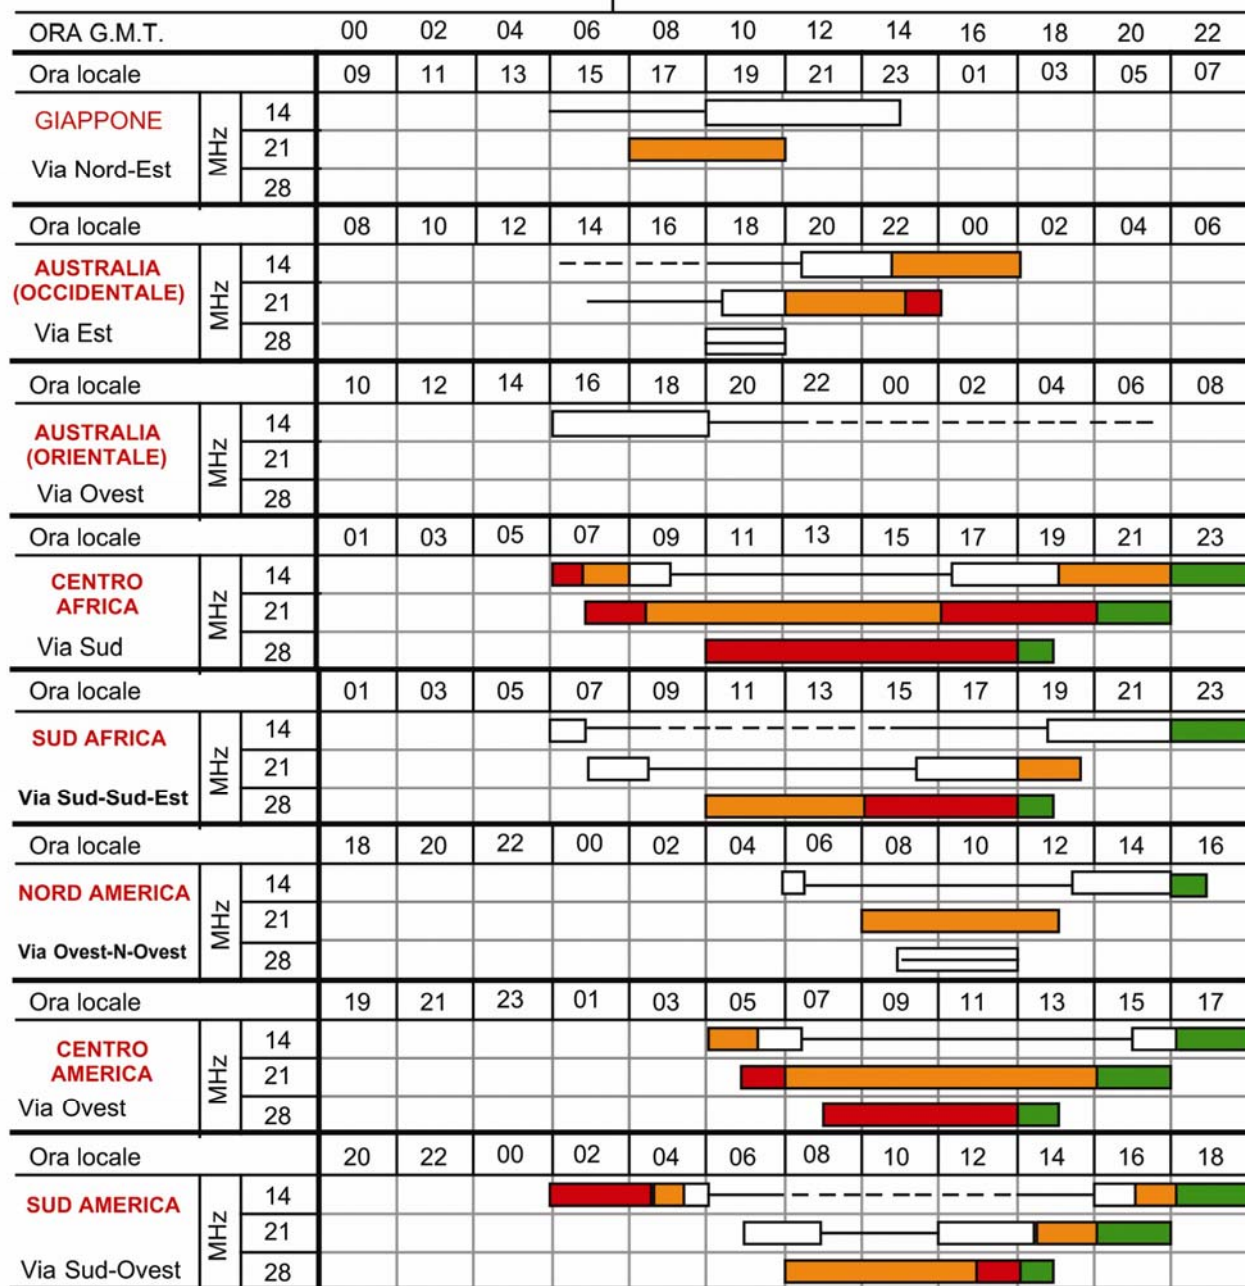 ORA G.M.T. 00 02 04 06 08 10 12 14 16 18 20 22
Ora locale 09 11 13 15 17 19 21 23 01 03 05 07
GIAPPONE
Via Nord-Est
MHz
14
21
28
Ora locale 08 10 12 14 16 18 20 22 00 02 04 06
AUSTRALIA
(OCCIDENTALE)
Via Est
MHz
14
21
28
Ora locale 10 12 14 16 18 20 22 00 02 04 06 08
AUSTRALIA
(ORIENTALE)
Via Ovest
MHz
14
21
28
Ora locale 01 03 05 07 09 11 13 15 17 19 21 23
CENTRO
AFRICA
Via Sud
MHz
14
21
28
Ora locale 01 03 05 07 09 11 13 15 17 19 21 23
SUD AFRICA
Via Sud-Sud-Est
MHz
14
21
28
Ora locale 18 20 22 00 02 04 06 08 10 12 14 16
NORD AMERICA
Via Ovest-N-Ovest
MHz
14
21
28
Ora locale 19 21 23 01 03 05 07 09 11 13 15 17
CENTRO
AMERICA
Via Ovest
MHz
14
21
28
Ora locale 20 22 00 02 04 06 08 10 12 14 16 18
SUD AMERICA
Via Sud-Ovest
MHz
14
21
28